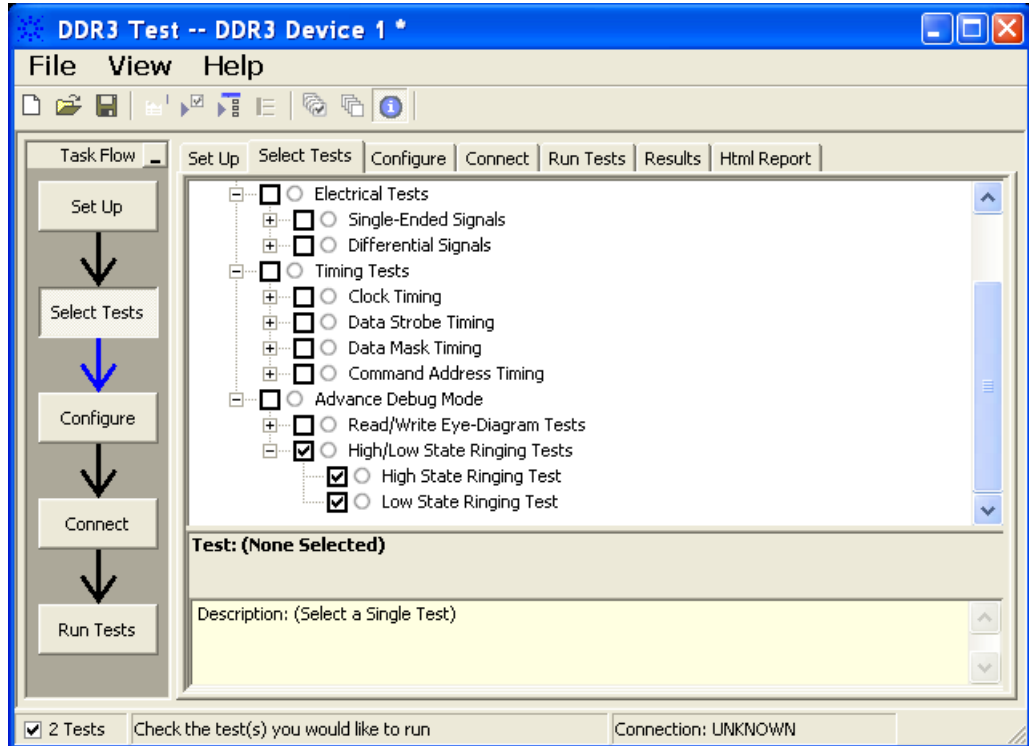 DDR3 Test -- DDR3 Device 1 *
File View Help
Task Flow
Set Up
Select Tests
Configure
Connect
Run Tests
Set Up Select Tests Configure Connect Run Tests Results Html Report
Electrical Tests
Single-Ended Signals
Differential Signals
Timing Tests
Clock Timing
Data Strobe Timing
Data Mask Timing
Command Address Timing
Advance Debug Mode
Read/Write Eye-Diagram Tests
High/Low State Ringing Tests
High State Ringing Test
Low State Ringing Test
Test: (None Selected)
Description: (Select a Single Test)
2 Tests Check the test(s) you would like to run Connection: UNKNOWN